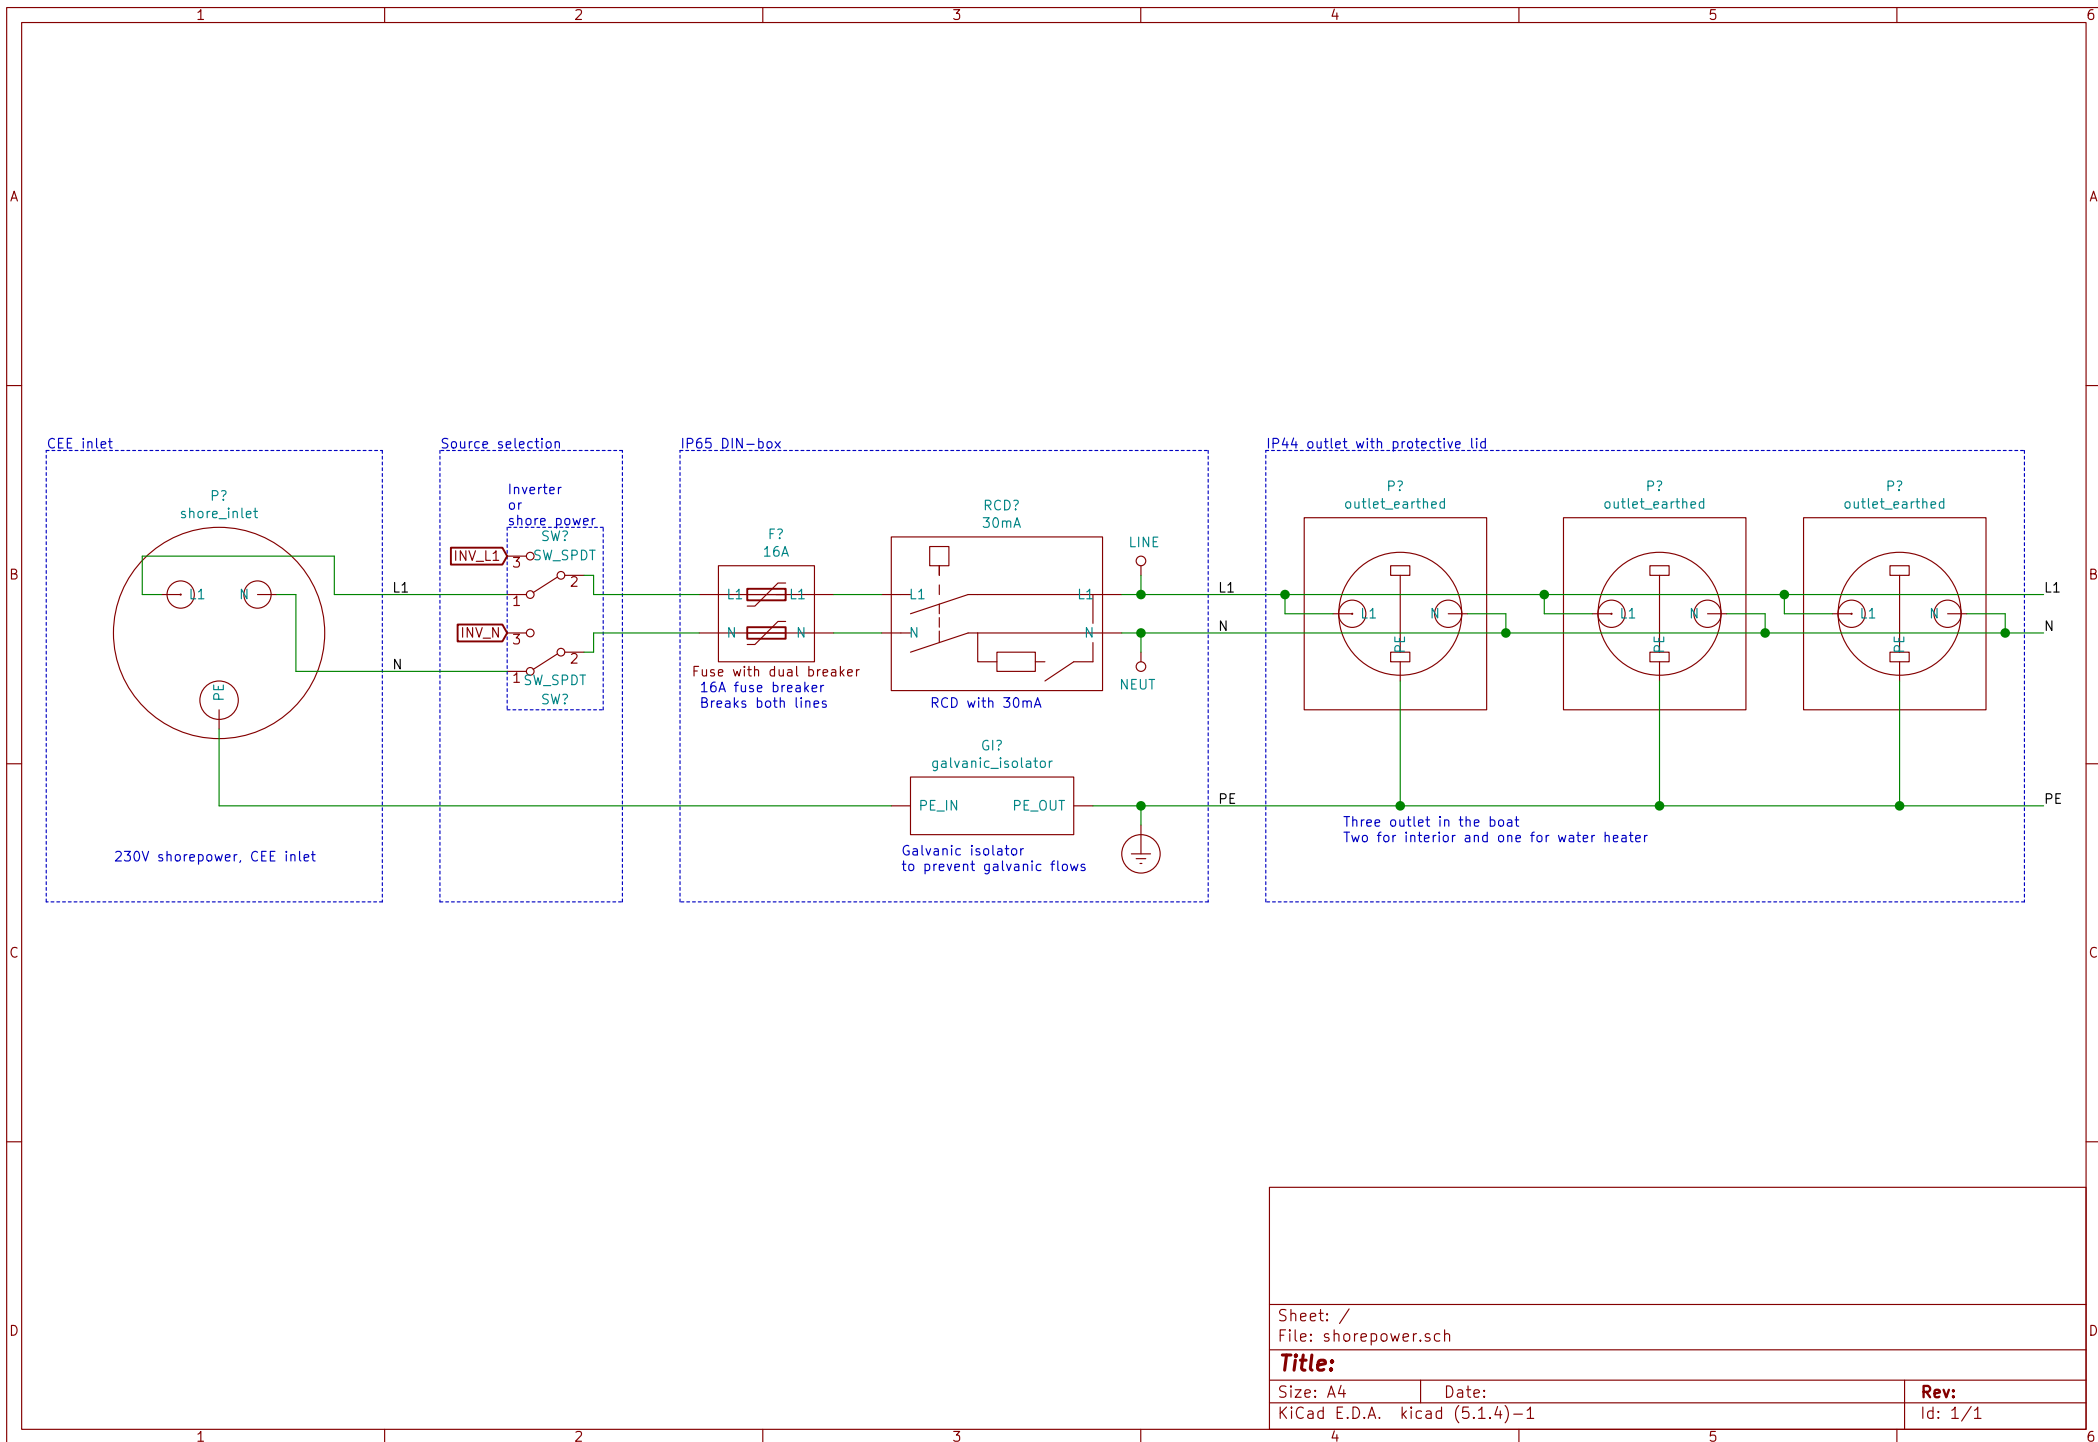 1 2 3 4 5 6
A A
B B
C C
D D
CEE inlet
P?
shore_inlet
L1
N
PE
230V shorepower, CEE inlet
L1
N
Source selection
Inverter
or
shore power
SW?
SW_SPDT
INV_L1
3
2
1
INV_N
3
2
1
SW_SPDT
SW?
IP65 DIN-box
F?
16A
L1 L1
N N
Fuse with dual breaker
16A fuse breaker
Breaks both lines
RCD?
30mA
L1 L1
N N
RCD with 30mA
LINE
NEUT
GI?
galvanic_isolator
PE_IN PE_OUT
Galvanic isolator
to prevent galvanic flows
L1
N
PE
IP44 outlet with protective lid
P?
outlet_earthed
L1 N
PE
P?
outlet_earthed
L1 N
PE
P?
outlet_earthed
L1 N
PE
Three outlet in the boat
Two for interior and one for water heater
L1
N
PE
Sheet: /
File: shorepower.sch
Title:
Size: A4 Date: Rev:
KiCad E.D.A. kicad (5.1.4)-1 Id: 1/1
1 2 3 4 5 6